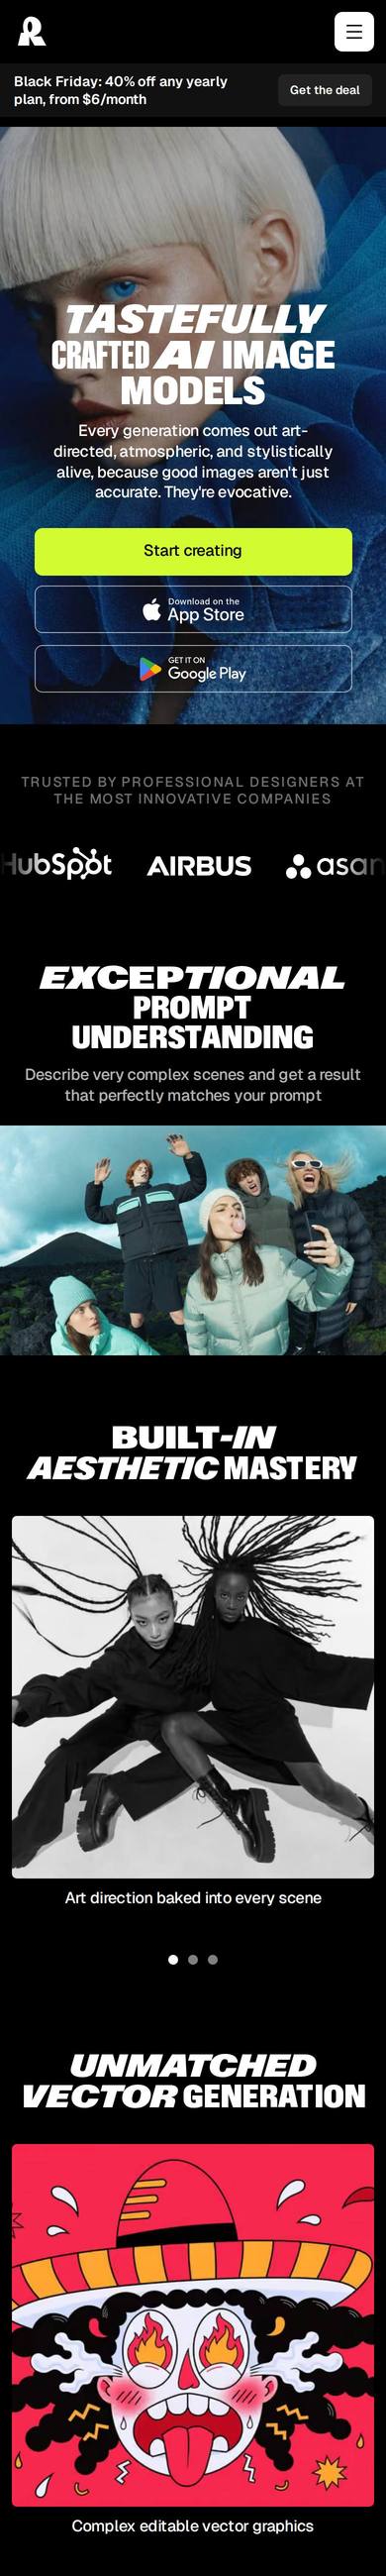 Black Friday: 40% off any yearly
plan, from $6/month
Get the deal
TASTEFULLY
CRAFTED AI IMAGE
MODELS
Every generation comes out art-
directed, atmospheric, and stylistically
alive, because good images aren't just
accurate. They're evocative.
Start creating
Download on the
App Store
GET IT ON
Google Play
TRUSTED BY PROFESSIONAL DESIGNERS AT
THE MOST INNOVATIVE COMPANIES
HubSpot AIRBUS asan
EXCEPTIONAL
PROMPT
UNDERSTANDING
Describe very complex scenes and get a result
that perfectly matches your prompt
BUILT-IN
AESTHETIC MASTERY
Art direction baked into every scene
UNMATCHED
VECTOR GENERATION
Complex editable vector graphics